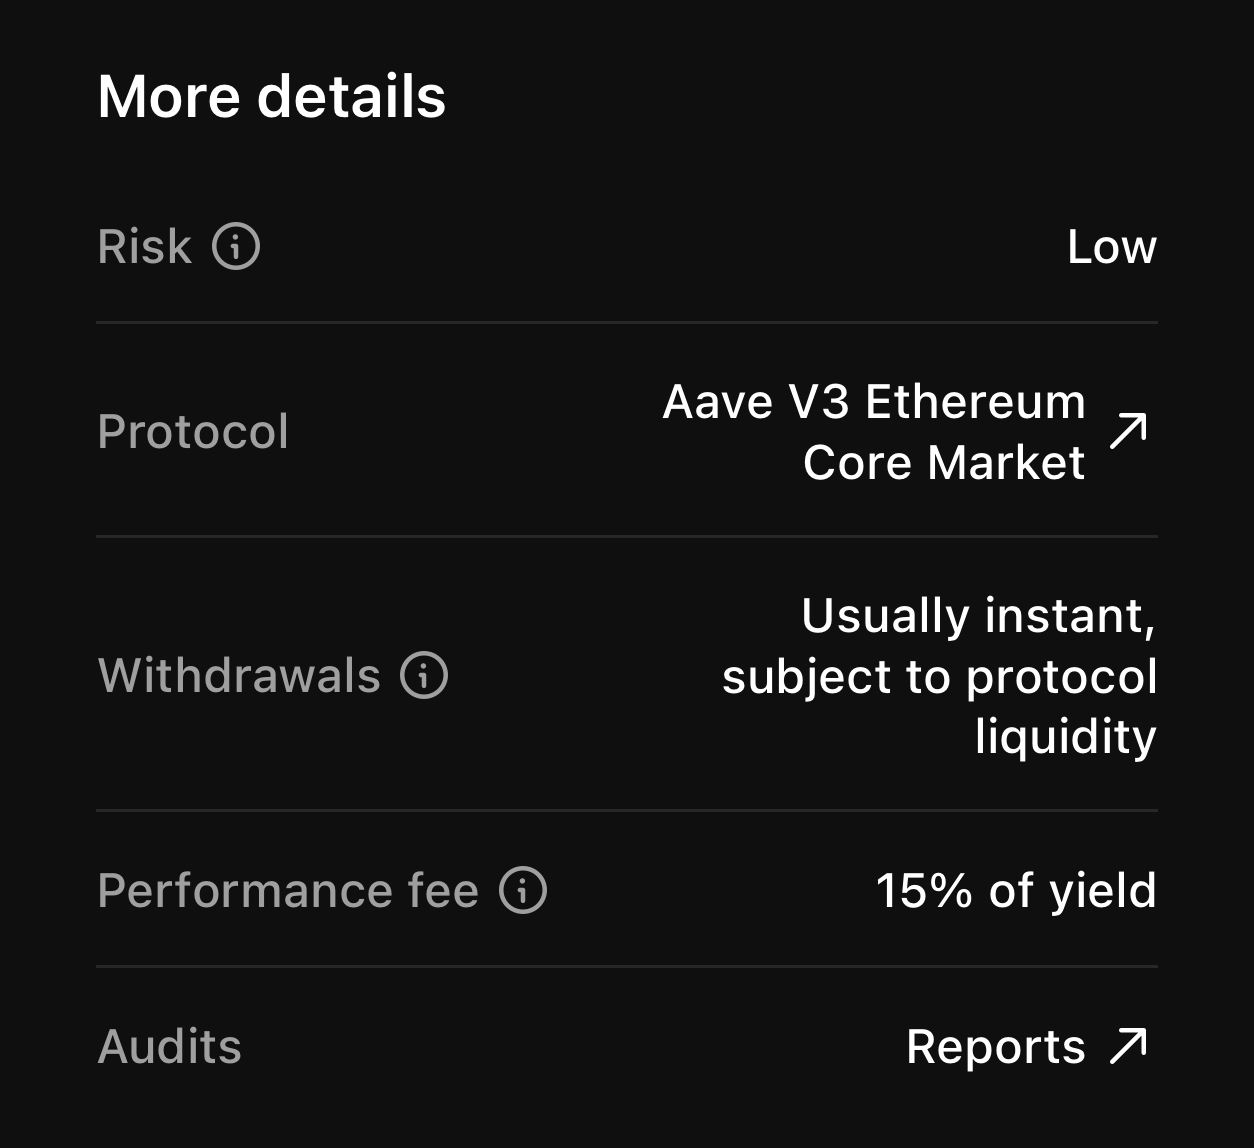 More details
Risk
Low
Protocol
Aave V3 Ethereum
Core Market
Withdrawals
Usually instant,
subject to protocol
liquidity
Performance fee
15% of yield
Audits
Reports